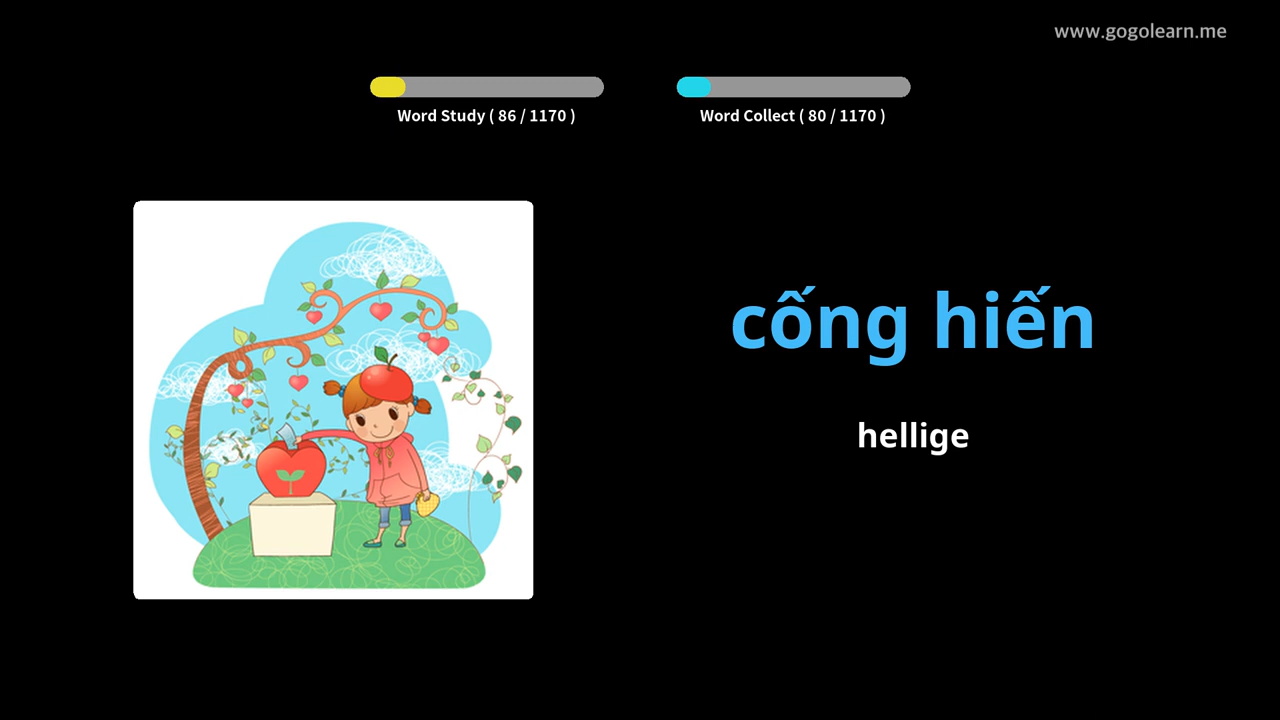 www.gogolearn.me
Word Study ( 86 / 1170 )
Word Collect ( 80 / 1170 )
cống hiến
hellige